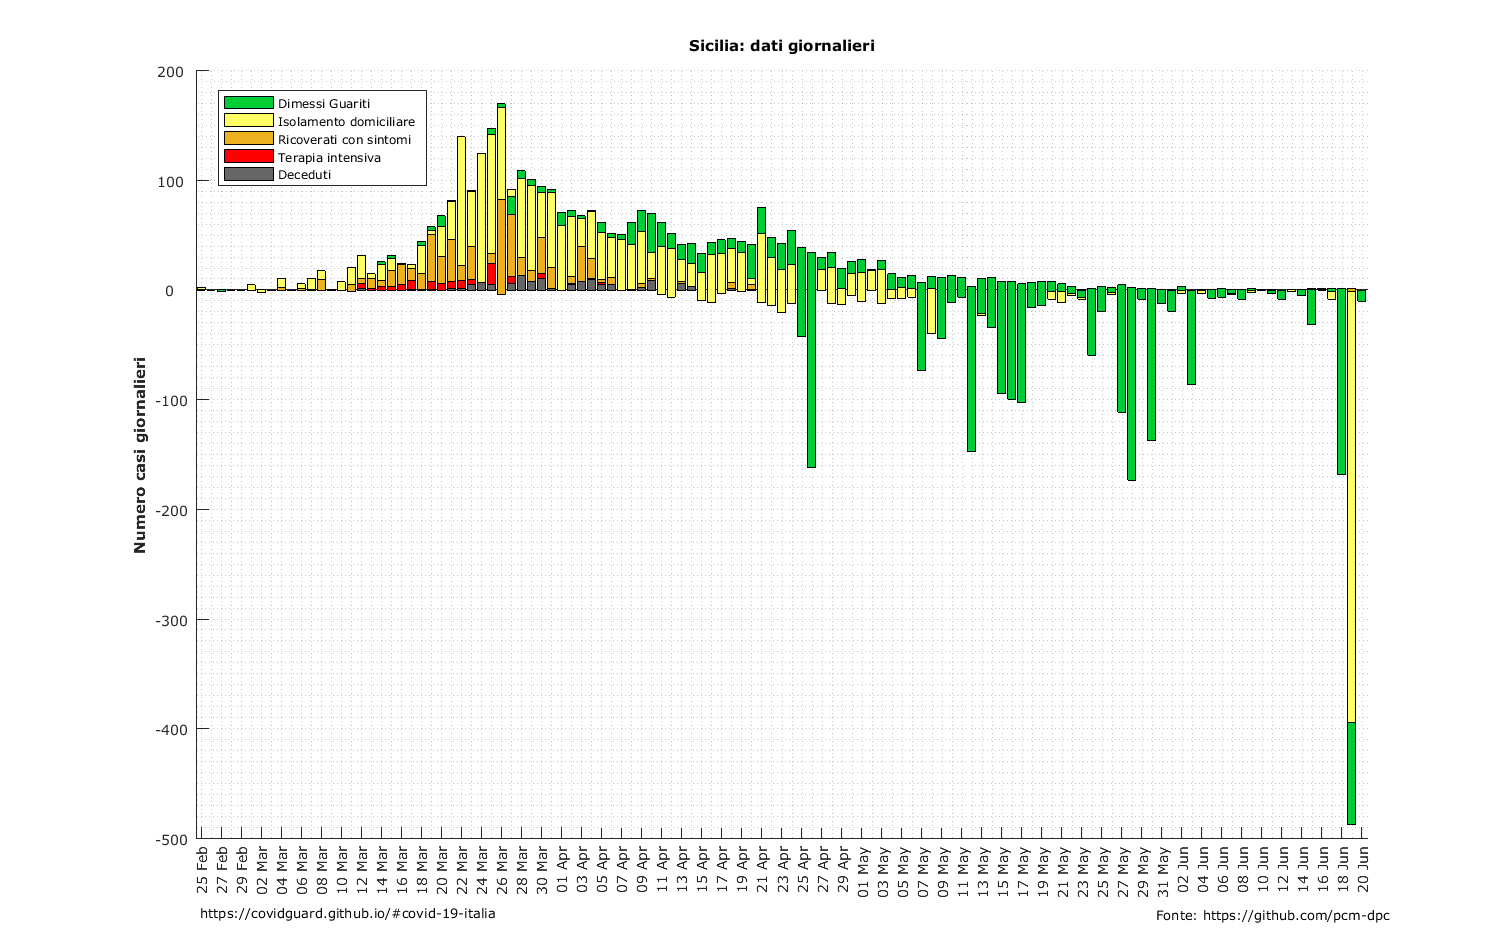 Sicilia: dati giornalieri
200
100
0
-100
-200
-300
-400
-500
Numero casi giornalieri
Dimessi Guariti
Isolamento domiciliare
Ricoverati con sintomi
Terapia intensiva
Deceduti
25 Feb
27 Feb
29 Feb
02 Mar
04 Mar
06 Mar
08 Mar
10 Mar
12 Mar
14 Mar
16 Mar
18 Mar
20 Mar
22 Mar
24 Mar
26 Mar
28 Mar
30 Mar
01 Apr
03 Apr
05 Apr
07 Apr
09 Apr
11 Apr
13 Apr
15 Apr
17 Apr
19 Apr
21 Apr
23 Apr
25 Apr
27 Apr
29 Apr
01 May
03 May
05 May
07 May
09 May
11 May
13 May
15 May
17 May
19 May
21 May
23 May
25 May
27 May
29 May
31 May
02 Jun
04 Jun
06 Jun
08 Jun
10 Jun
12 Jun
14 Jun
16 Jun
18 Jun
20 Jun
https://covidguard.github.io/#covid-19-italia
Fonte: https://github.com/pcm-dpc